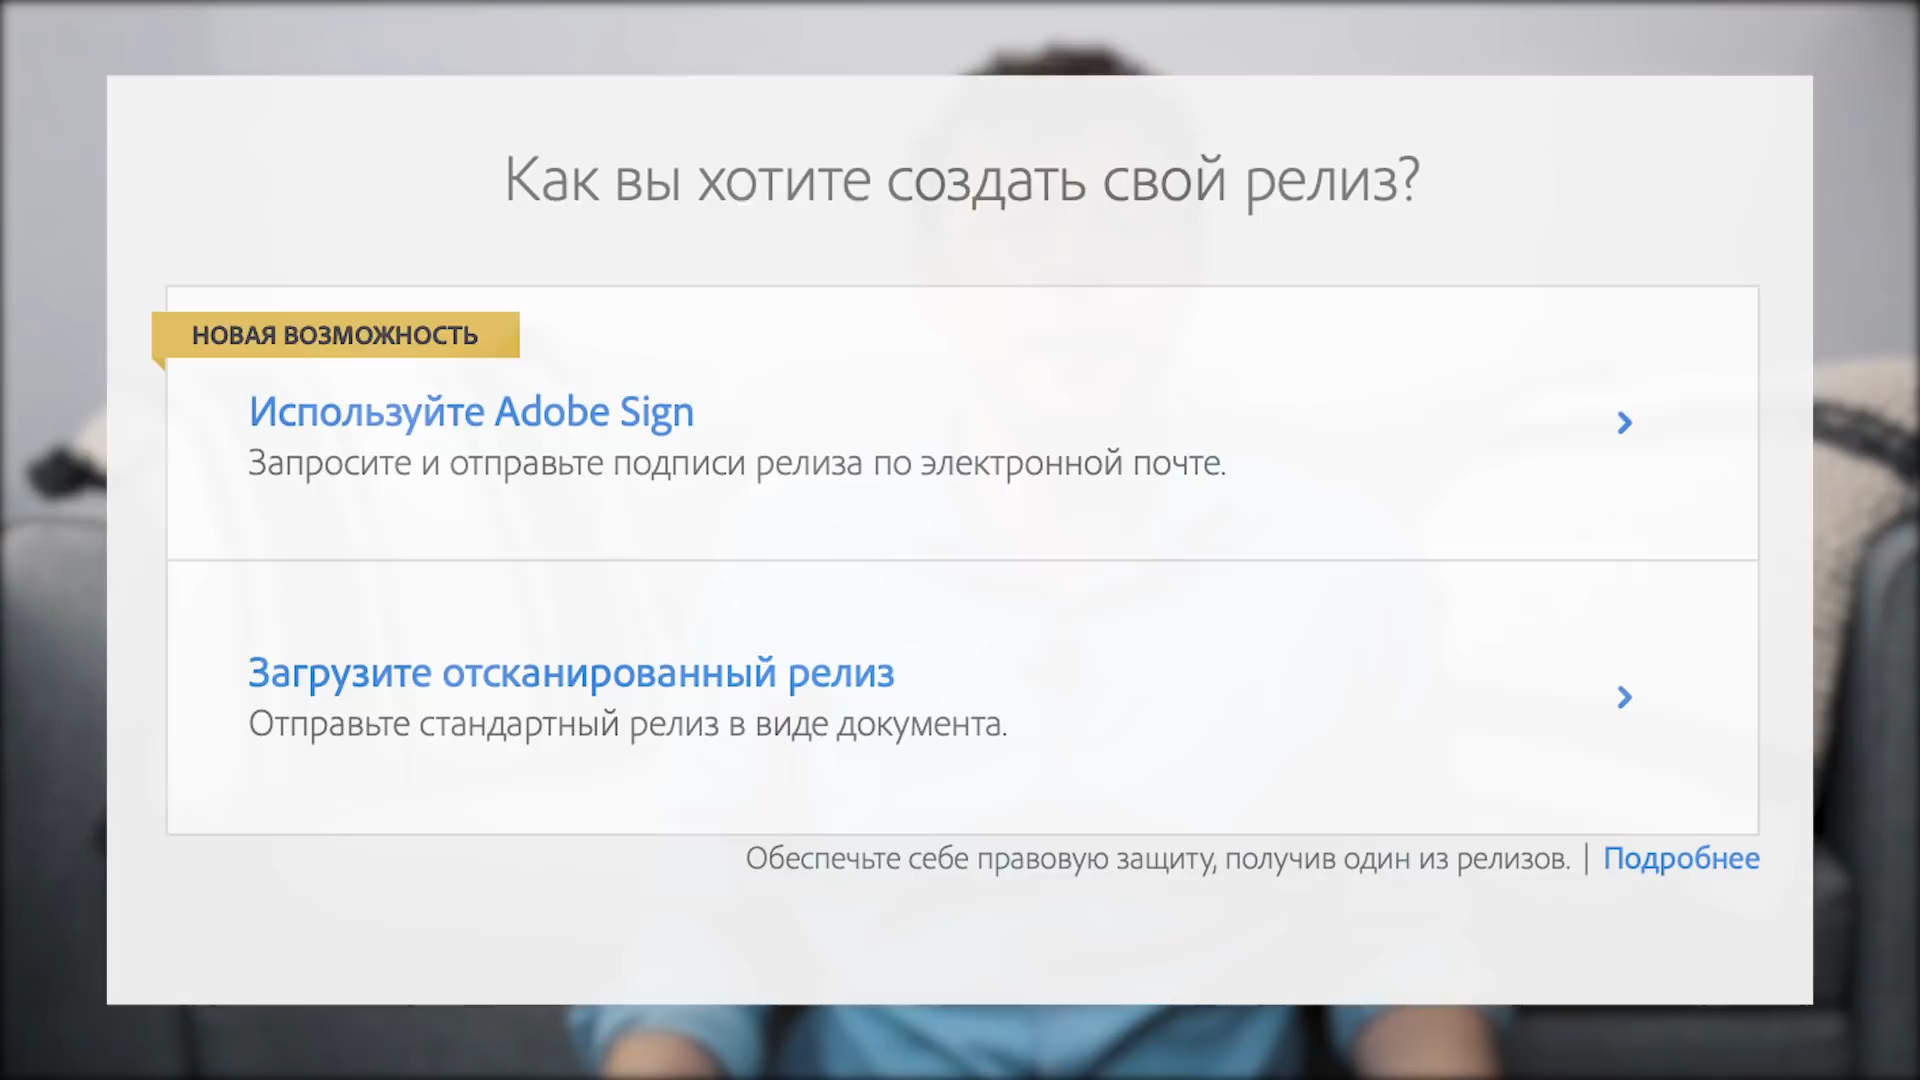 Как вы хотите создать свой релиз?
НОВАЯ ВОЗМОЖНОСТЬ
Используйте Adobe Sign
Запросите и отправьте подписи релиза по электронной почте.
Загрузите отсканированный релиз
Отправьте стандартный релиз в виде документа.
Обеспечьте себе правовую защиту, получив один из релизов. | Подробнее